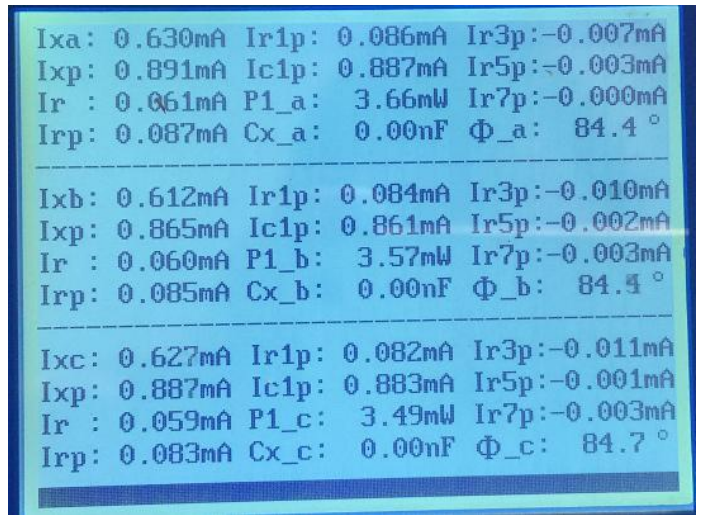 Ixa: 0.630mA Ir1p: 0.086mA Ir3p:-0.007mA
Ixp: 0.891mA Ic1p: 0.887mA Ir5p:-0.003mA
Ir : 0.061mA P1_a: 3.66mW Ir7p:-0.000mA
Irp: 0.087mA Cx_a: 0.00nF Φ_a: 84.4 °
Ixb: 0.612mA Ir1p: 0.084mA Ir3p:-0.010mA
Ixp: 0.865mA Ic1p: 0.861mA Ir5p:-0.002mA
Ir : 0.060mA P1_b: 3.57mW Ir7p:-0.003mA
Irp: 0.085mA Cx_b: 0.00nF Φ_b: °
Ixc: 0.627mA Ir1p: 0.082mA Ir3p:-0.011mA
Ixp: 0.887mA Ic1p: 0.883mA Ir5p:-0.001mA
Ir : 0.059mA P1_c: 3.49mW Ir7p:-0.003mA
Irp: 0.083mA Cx_c: 0.00nF Φ_c: 84.7 °